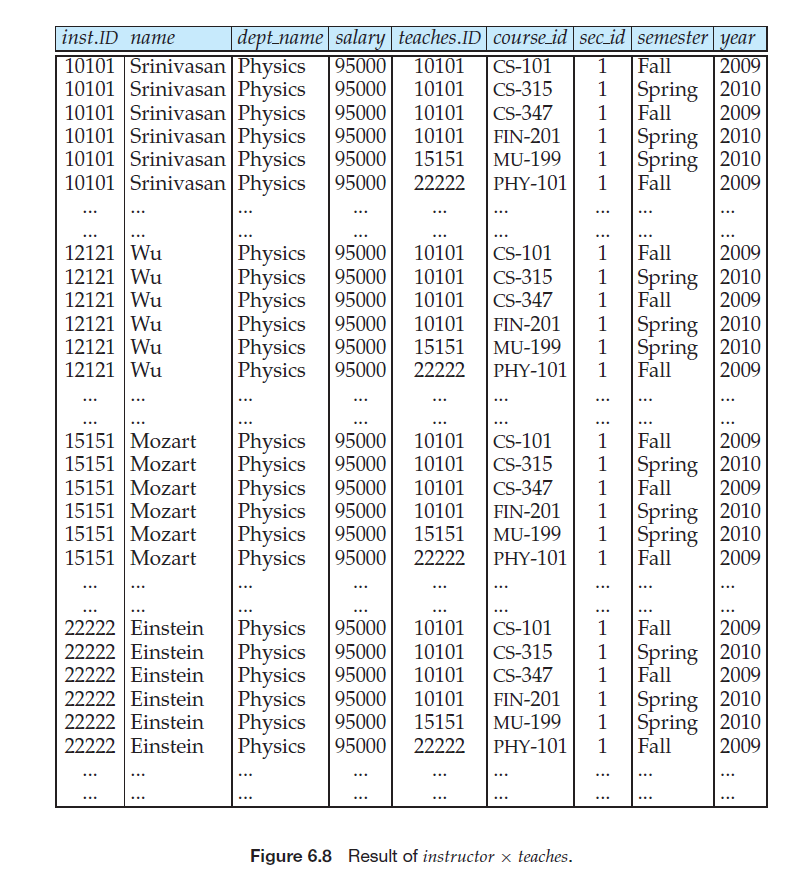 inst.ID name dept_name salary teaches.ID course_id sec_id semester year
10101 Srinivasan Physics 95000 10101 CS-101 1 Fall 2009
10101 Srinivasan Physics 95000 10101 CS-315 1 Spring 2010
10101 Srinivasan Physics 95000 10101 CS-347 1 Fall 2009
10101 Srinivasan Physics 95000 10101 FIN-201 1 Spring 2010
10101 Srinivasan Physics 95000 15151 MU-199 1 Spring 2010
10101 Srinivasan Physics 95000 22222 PHY-101 1 Fall 2009
... ... ... ... ... ... ... ... ...
... ... ... ... ... ... ... ... ...
12121 Wu Physics 95000 10101 CS-101 1 Fall 2009
12121 Wu Physics 95000 10101 CS-315 1 Spring 2010
12121 Wu Physics 95000 10101 CS-347 1 Fall 2009
12121 Wu Physics 95000 10101 FIN-201 1 Spring 2010
12121 Wu Physics 95000 15151 MU-199 1 Spring 2010
12121 Wu Physics 95000 22222 PHY-101 1 Fall 2009
... ... ... ... ... ... ... ... ...
... ... ... ... ... ... ... ... ...
15151 Mozart Physics 95000 10101 CS-101 1 Fall 2009
15151 Mozart Physics 95000 10101 CS-315 1 Spring 2010
15151 Mozart Physics 95000 10101 CS-347 1 Fall 2009
15151 Mozart Physics 95000 10101 FIN-201 1 Spring 2010
15151 Mozart Physics 95000 15151 MU-199 1 Spring 2010
15151 Mozart Physics 95000 22222 PHY-101 1 Fall 2009
... ... ... ... ... ... ... ... ...
... ... ... ... ... ... ... ... ...
22222 Einstein Physics 95000 10101 CS-101 1 Fall 2009
22222 Einstein Physics 95000 10101 CS-315 1 Spring 2010
22222 Einstein Physics 95000 10101 CS-347 1 Fall 2009
22222 Einstein Physics 95000 10101 FIN-201 1 Spring 2010
22222 Einstein Physics 95000 15151 MU-199 1 Spring 2010
22222 Einstein Physics 95000 22222 PHY-101 1 Fall 2009
... ... ... ... ... ... ... ... ...
... ... ... ... ... ... ... ... ...
Figure 6.8 Result of instructor × teaches.